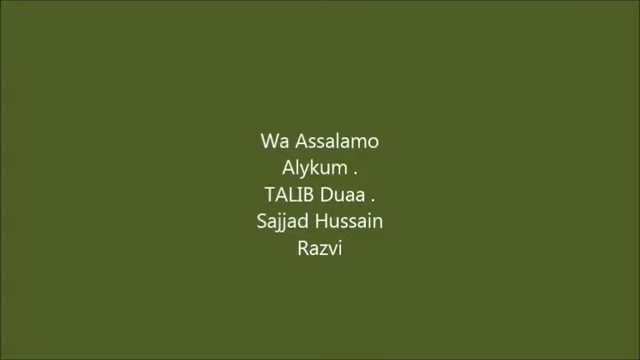 Wa Assalamo
Alykum .
TALIB Duaa .
Sajjad Hussain
Razvi